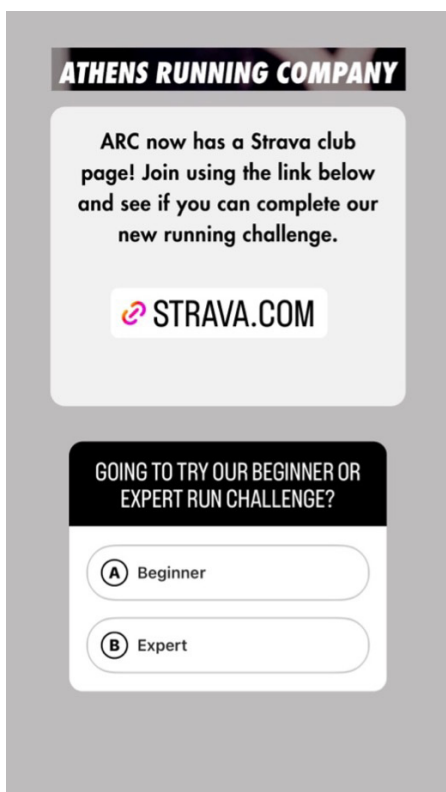 ATHENS RUNNING COMPANY
ARC now has a Strava club
page! Join using the link below
and see if you can complete our
new running challenge.
STRAVA.COM
GOING TO TRY OUR BEGINNER OR
EXPERT RUN CHALLENGE?
A Beginner
B Expert